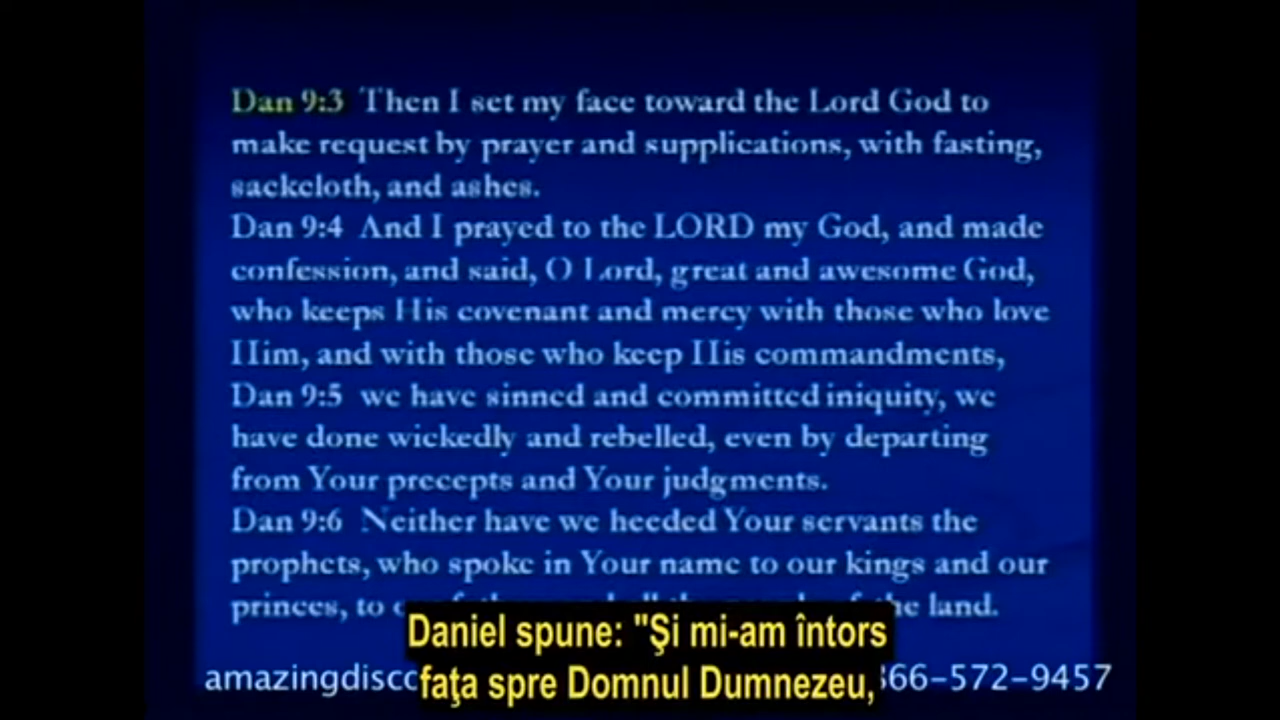 Dan 9:3 Then I set my face toward the Lord God to
make request by prayer and supplications, with fasting,
sackcloth, and ashes.
Dan 9:4 And I prayed to the LORD my God, and made
confession, and said, O Lord, great and awesome God,
who keeps His covenant and mercy with those who love
Him, and with those who keep His commandments,
Dan 9:5 we have sinned and committed iniquity, we
have done wickedly and rebelled, even by departing
from Your precepts and Your judgments.
Dan 9:6 Neither have we heeded Your servants the
prophets, who spoke in Your name to our kings and our
princes, to the land.
Daniel spune: "Şi mi-am întors
faţa spre Domnul Dumnezeu,
amazingdisco 66-572-9457